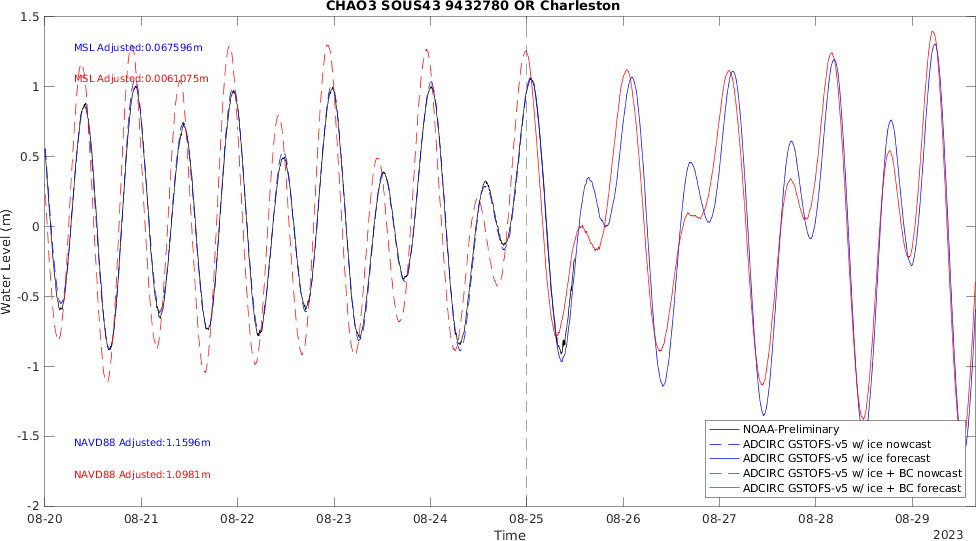 CHAO3 SOUS43 9432780 OR Charleston
1.5
1
0.5
0
-0.5
-1
-1.5
-2
Water Level (m)
MSL Adjusted:0.067596m
MSL Adjusted:0.0061075m
NAVD88 Adjusted:1.1596m
NAVD88 Adjusted:1.0981m
NOAA-Preliminary
ADCIRC GSTOFS-v5 w/ ice nowcast
ADCIRC GSTOFS-v5 w/ ice forecast
ADCIRC GSTOFS-v5 w/ ice + BC nowcast
ADCIRC GSTOFS-v5 w/ ice + BC forecast
08-20 08-21 08-22 08-23 08-24 08-25 08-26 08-27 08-28 08-29
Time
2023